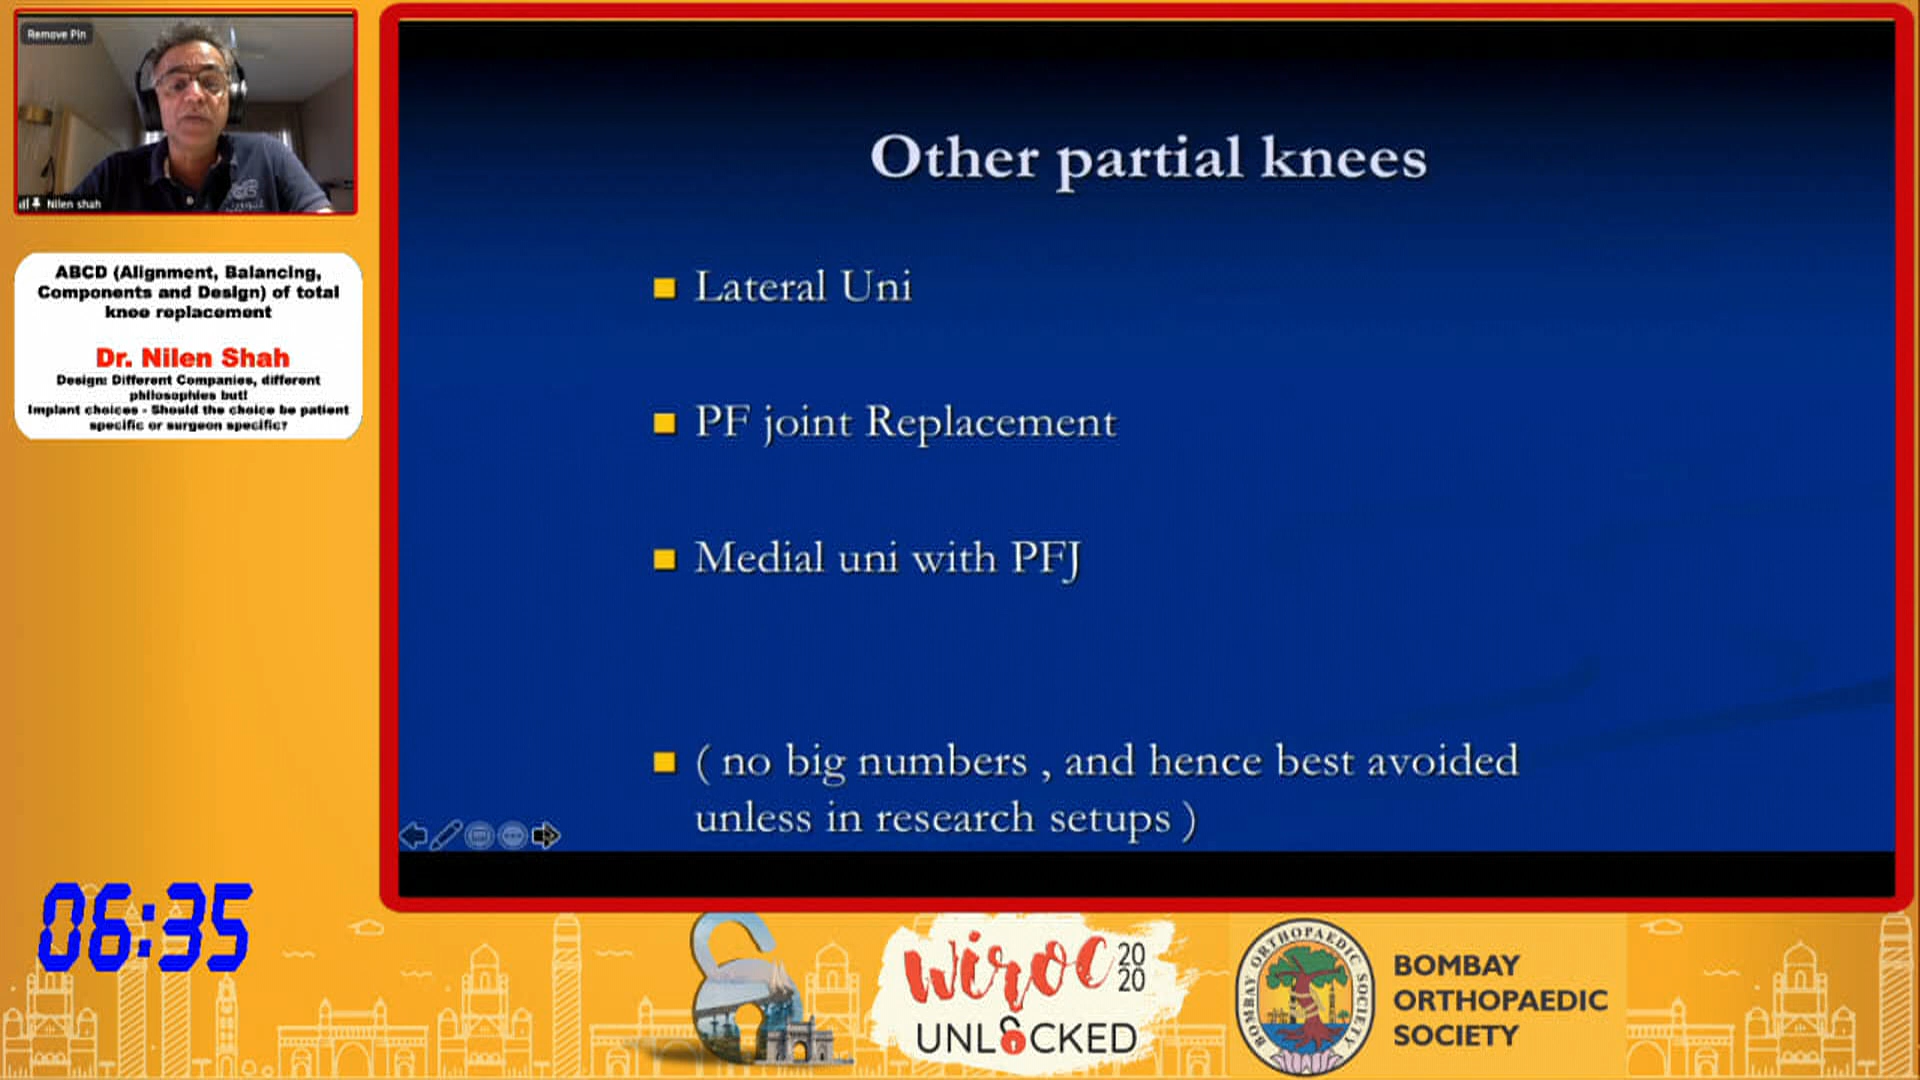 Remove Pin
Nilen shah
ABCD (Alignment, Balancing,
Components and Design) of total
knee replacement
Dr. Nilen Shah
Design: Different Companies, different
philosophies but!
Implant choices - Should the choice be patient
specific or surgeon specific?
Other partial knees
Lateral Uni
PF joint Replacement
Medial uni with PFJ
( no big numbers , and hence best avoided
unless in research setups )
06:35
wiroc 20
20
UNLOCKED
BOMBAY ORTHOPAEDIC SOCIETY
BOMBAY
ORTHOPAEDIC
SOCIETY